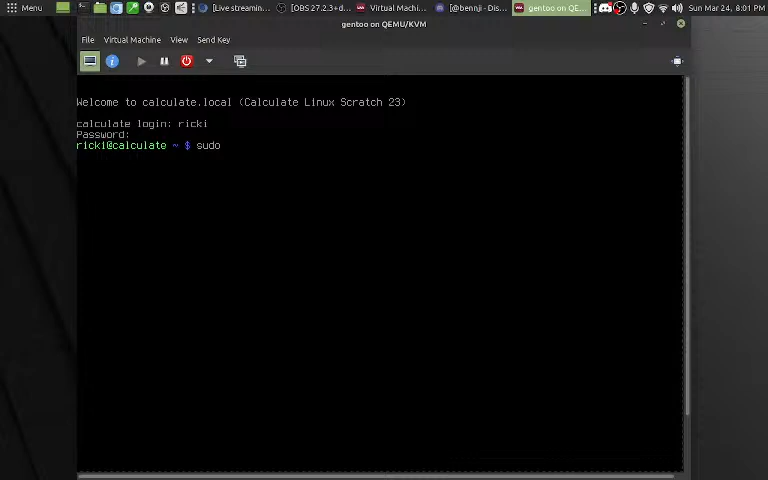 Menu
[Live streamin...
[OBS 27.2.3+d...
Virtual Machi...
[@bennji - Dis...
gentoo on QE...
Sun Mar 24, 8:01 PM
gentoo on QEMU/KVM
File Virtual Machine View Send Key
Welcome to calculate.local (Calculate Linux Scratch 23)
calculate login: ricki
Password:
ricki@calculate ~ $ sudo